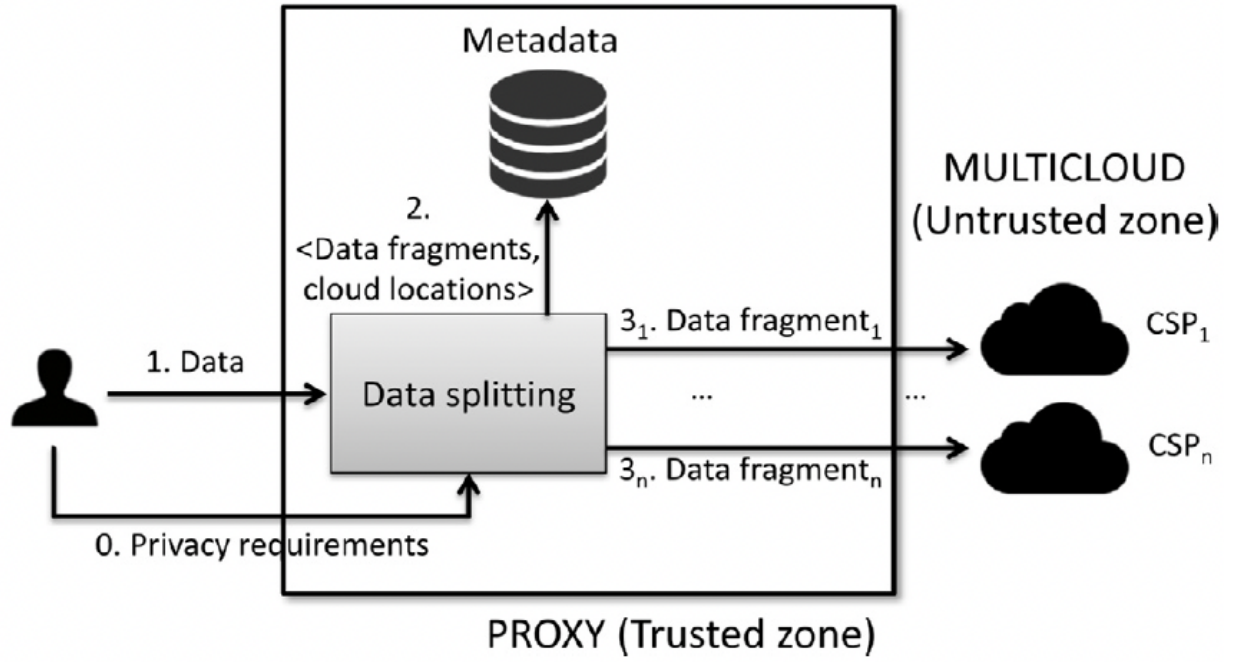 Metadata
MULTICLOUD
(Untrusted zone)
2.
<Data fragments,
cloud locations>
3₁. Data fragment₁
CSP₁
1. Data
Data splitting
...
...
3ₙ. Data fragmentₙ
CSPₙ
0. Privacy requirements
PROXY (Trusted zone)